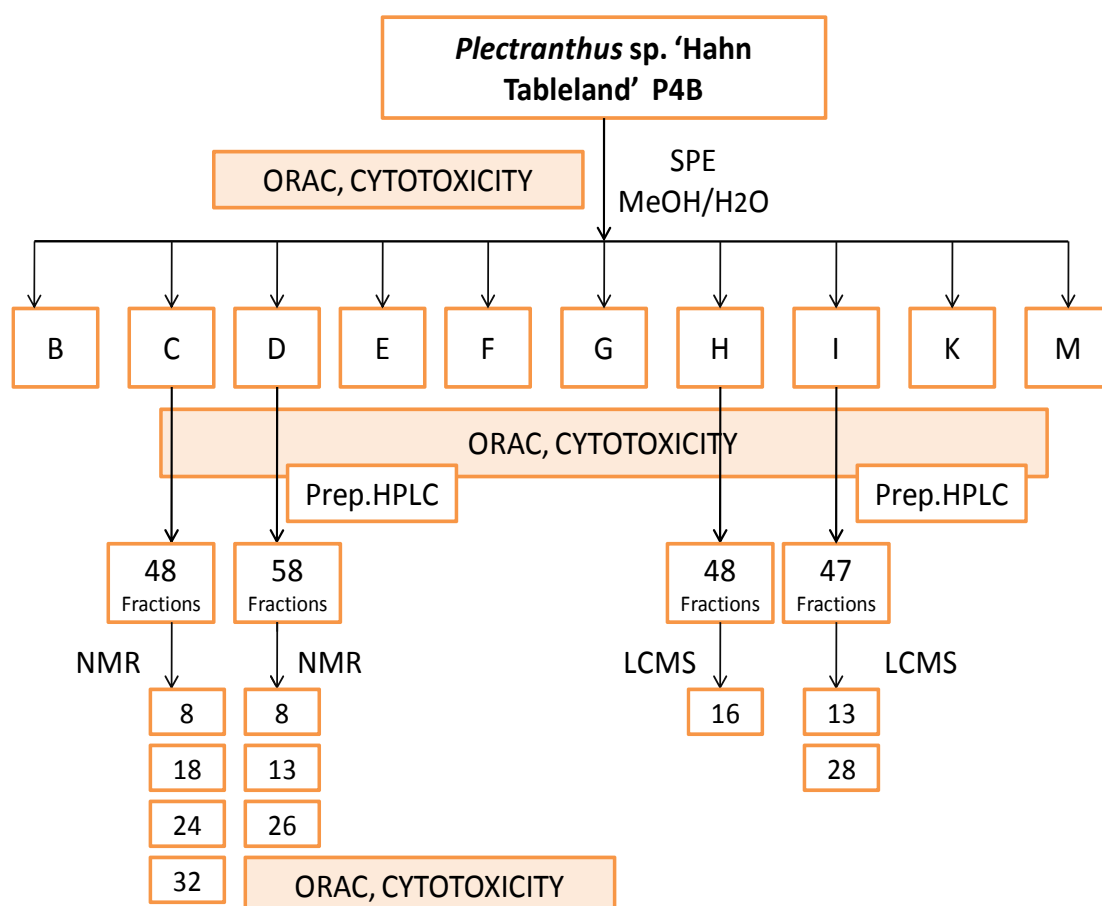 Plectranthus sp. ‘Hahn
Tableland’ P4B
ORAC, CYTOTOXICITY
SPE
MeOH/H2O
B C D E F G H I K M
ORAC, CYTOTOXICITY
Prep.HPLC Prep.HPLC
48 58 48 47
Fractions Fractions Fractions Fractions
NMR NMR LCMS LCMS
8 8 16 13
18 13 28
24 26
32 ORAC, CYTOTOXICITY